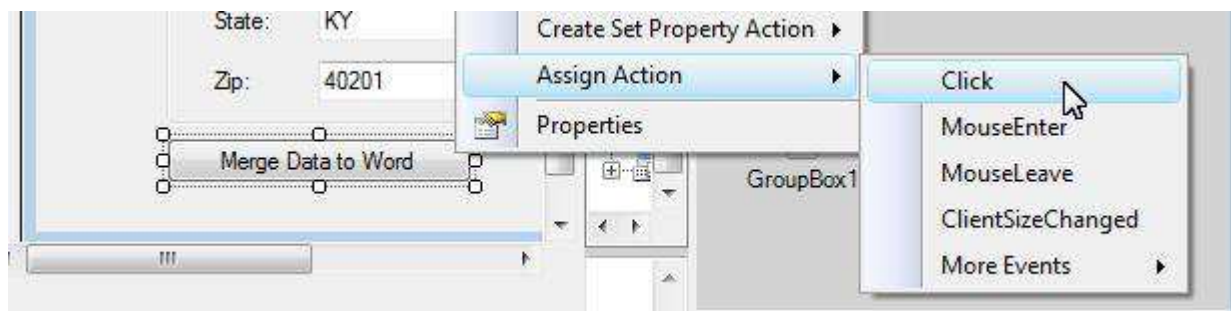 State: KY
Create Set Property Action
Zip: 40201
Assign Action
Click
Properties
MouseEnter
Merge Data to Word
GroupBox1
MouseLeave
ClientSizeChanged
More Events